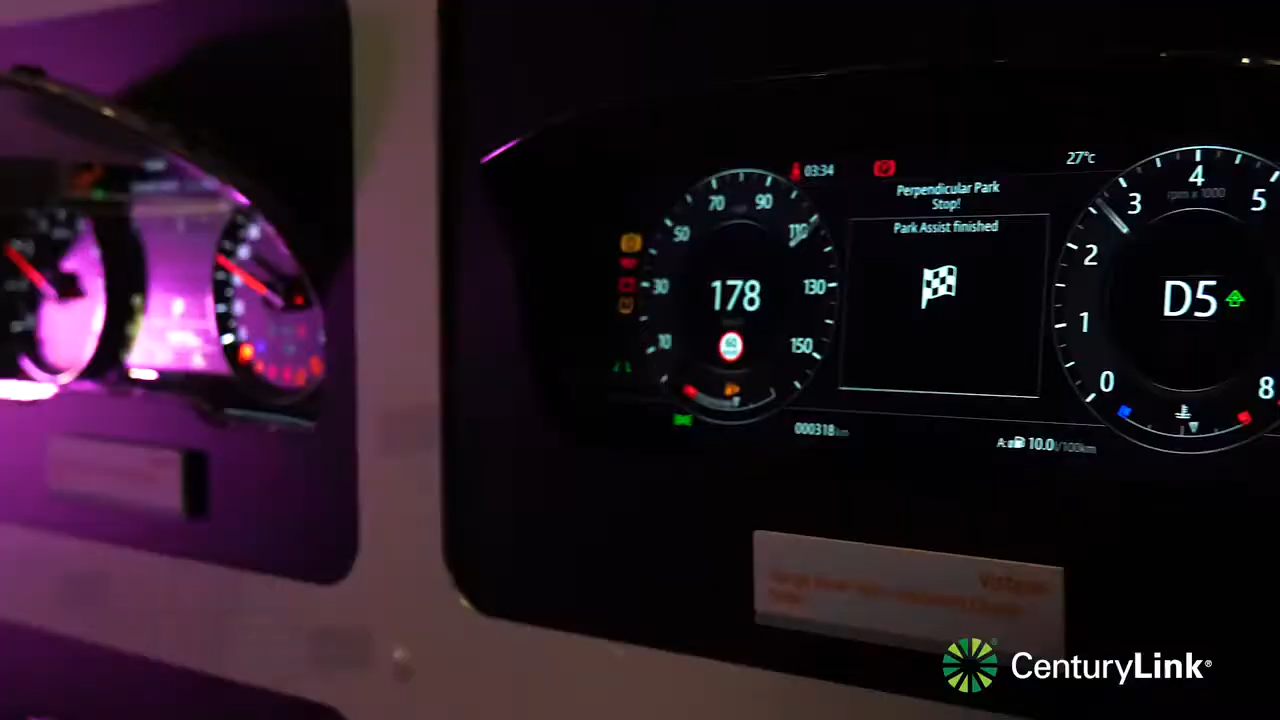 03:34
27°c
Perpendicular Park
Stop!
Park Assist finished
70
90
50
110
30
130
10
150
178
60
4
rpm x 1000
3
5
2
1
0
8
D5
000318 km
A: 10.0 l/100km
Visteon
CenturyLink®